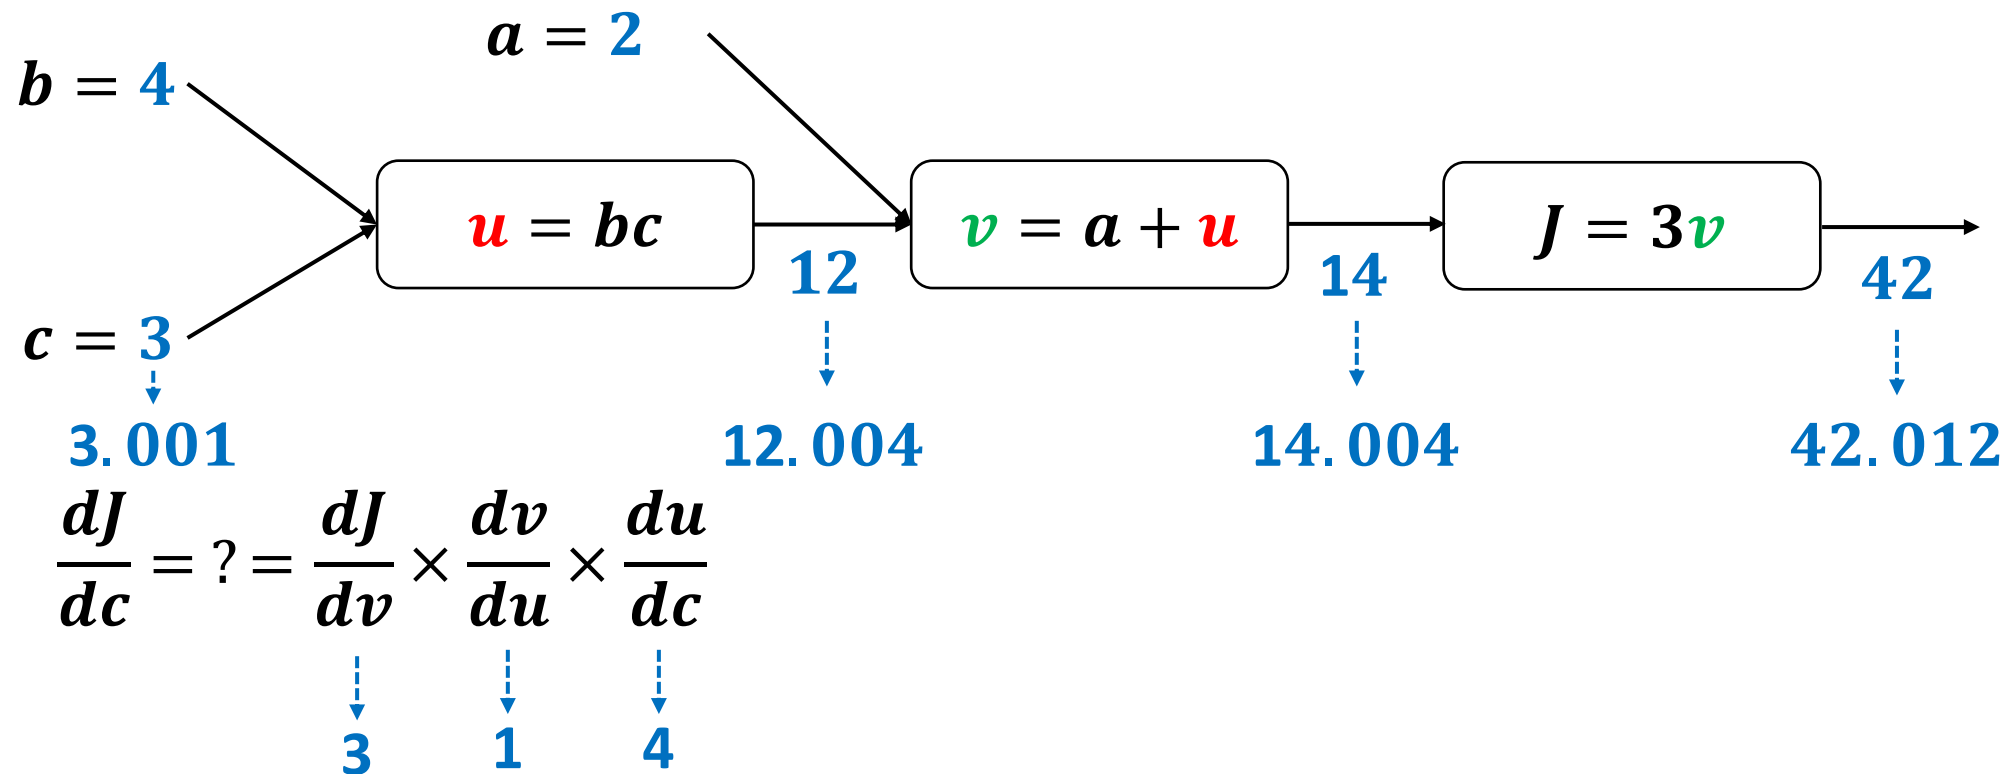 a = 2
b = 4
u = bc
v = a + u
J = 3v
12
14
42
c = 3
3.001
12.004
14.004
42.012
dJ/dc = ? = dJ/dv × dv/du × du/dc
3
1
4